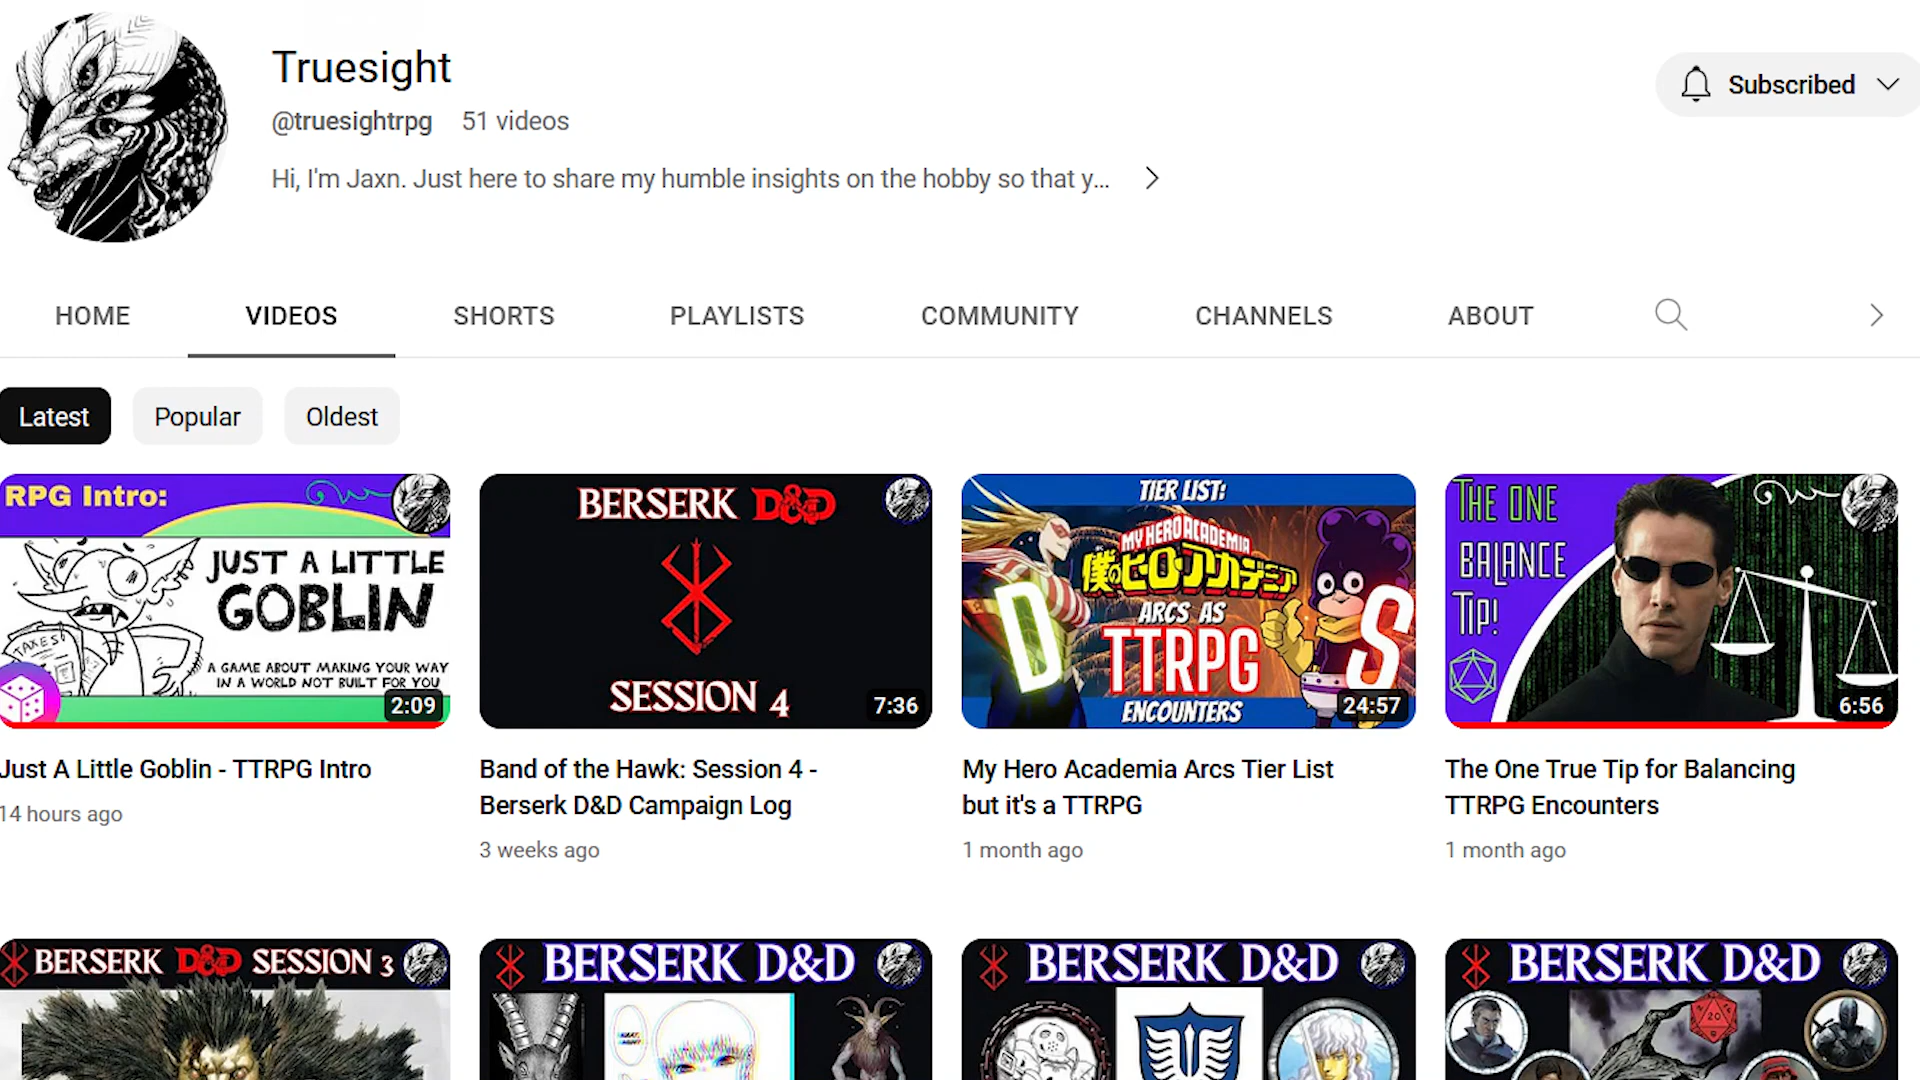 Truesight
@truesightrpg 51 videos
Subscribed
Hi, I'm Jaxn. Just here to share my humble insights on the hobby so that y...
HOME VIDEOS SHORTS PLAYLISTS COMMUNITY CHANNELS ABOUT
Latest Popular Oldest
RPG Intro:
JUST A LITTLE
GOBLIN
TAXES
A GAME ABOUT MAKING YOUR WAY
IN A WORLD NOT BUILT FOR YOU
2:09
BERSERK D&D
SESSION 4
7:36
TIER LIST:
MY HERO ACADEMIA
僕のヒーローアカデミア
ARCS AS
TTRPG
ENCOUNTERS
D
S
24:57
THE ONE
BALANCE
TIP!
6:56
Just A Little Goblin - TTRPG Intro
14 hours ago
Band of the Hawk: Session 4 -
Berserk D&D Campaign Log
3 weeks ago
My Hero Academia Arcs Tier List
but it's a TTRPG
1 month ago
The One True Tip for Balancing
TTRPG Encounters
1 month ago
BERSERK D&D SESSION 3
BERSERK D&D
BERSERK D&D
BERSERK D&D
20